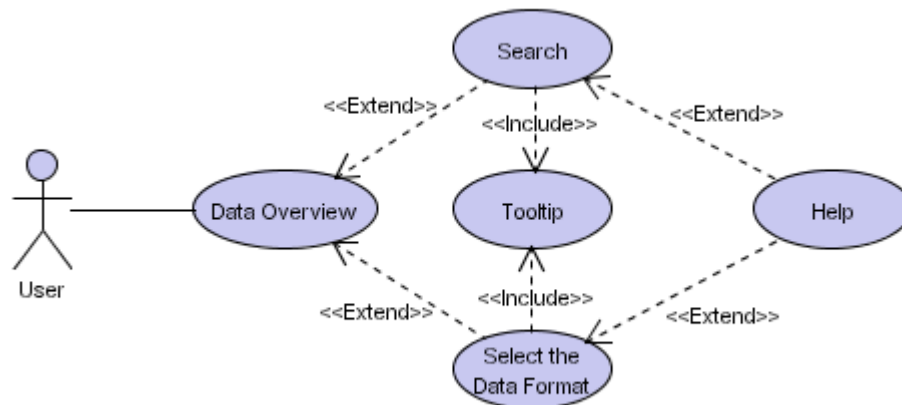 Search
<<Extend>>
<<Include>>
<<Extend>>
Data Overview
Tooltip
Help
User
<<Extend>>
<<Include>>
<<Extend>>
Select the
Data Format